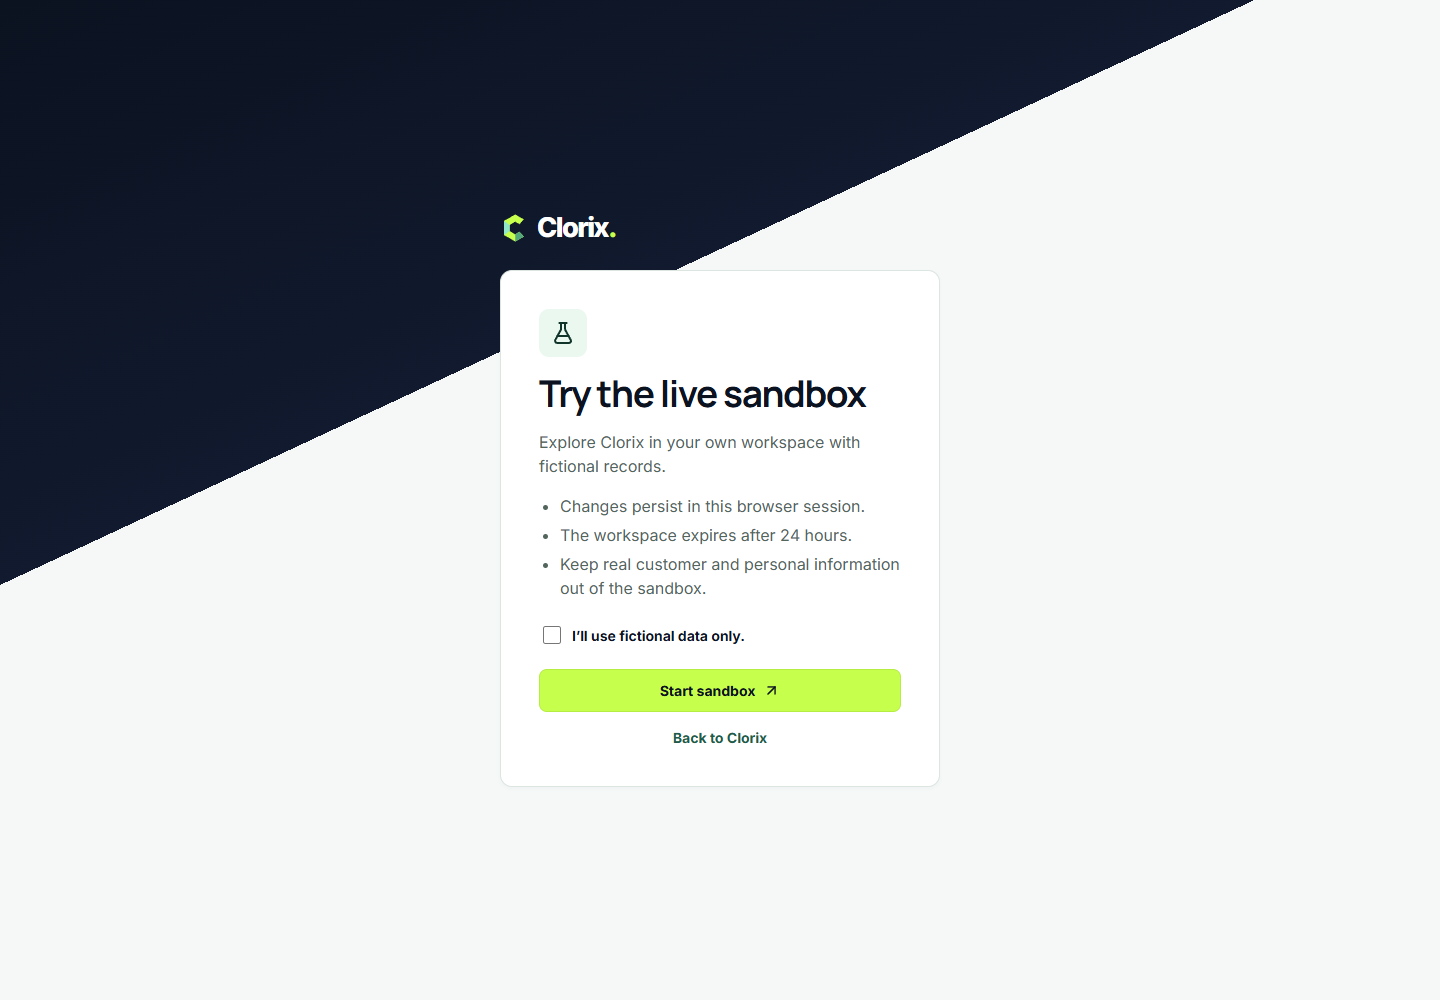 Clorix.
Try the live sandbox
Explore Clorix in your own workspace with
fictional records.
• Changes persist in this browser session.
• The workspace expires after 24 hours.
• Keep real customer and personal information
out of the sandbox.
I’ll use fictional data only.
Start sandbox
Back to Clorix